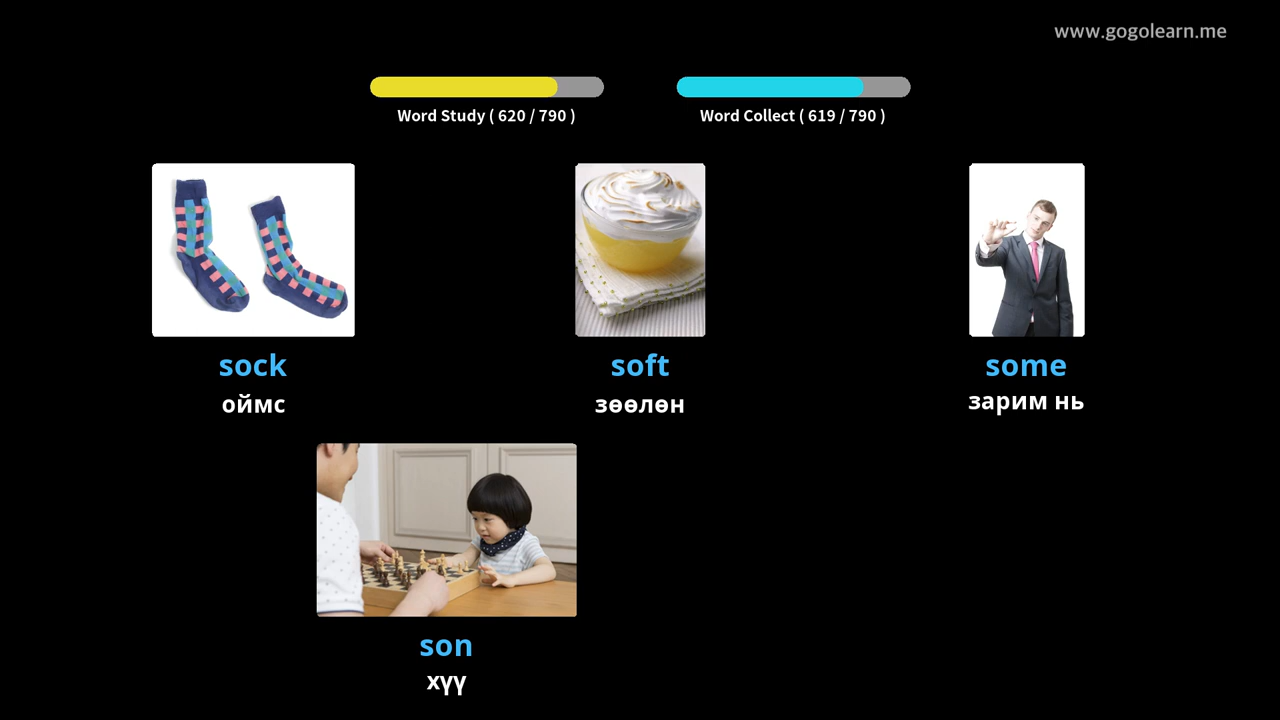 www.gogolearn.me
Word Study ( 620 / 790 )
Word Collect ( 619 / 790 )
sock
оймс
soft
зөөлөн
some
зарим нь
son
хүү